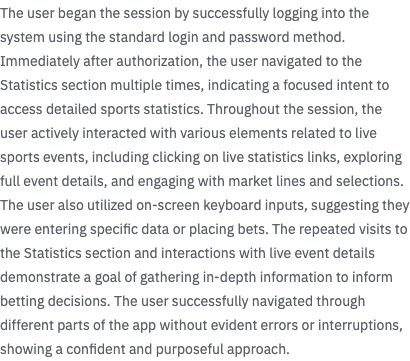 The user began the session by successfully logging into the
system using the standard login and password method.
Immediately after authorization, the user navigated to the
Statistics section multiple times, indicating a focused intent to
access detailed sports statistics. Throughout the session, the
user actively interacted with various elements related to live
sports events, including clicking on live statistics links, exploring
full event details, and engaging with market lines and selections.
The user also utilized on-screen keyboard inputs, suggesting they
were entering specific data or placing bets. The repeated visits to
the Statistics section and interactions with live event details
demonstrate a goal of gathering in-depth information to inform
betting decisions. The user successfully navigated through
different parts of the app without evident errors or interruptions,
showing a confident and purposeful approach.